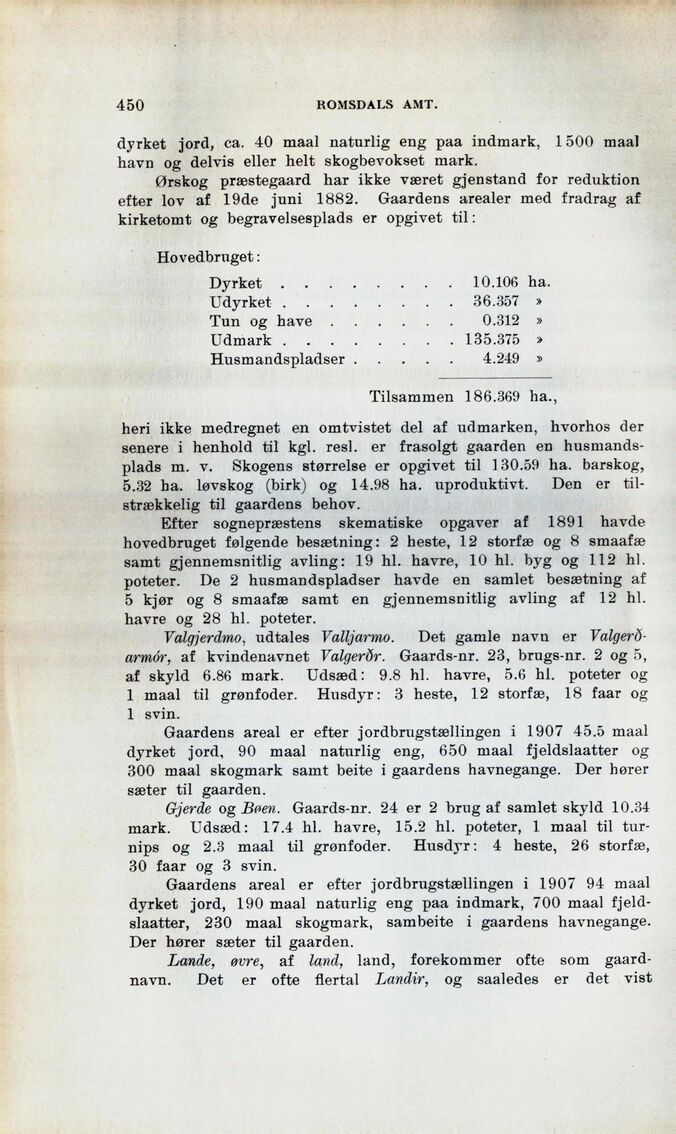 450 ROMSDALS AMT.
dyrket jord, ca. 40 maal naturlig eng paa indmark, 1500 maal
havn og delvis eller helt skogbevokset mark.
Ørskog præstegaard har ikke været gjenstand for reduktion
efter lov af 19de juni 1882. Gaardens arealer med fradrag af
kirketomt og begravelsesplads er opgivet til:
Hovedbruget:
Dyrket . . . . . . . . 10.106 ha.
Udyrket . . . . . . . . 36.357 »
Tun og have . . . . . . 0.312 »
Udmark . . . . . . . . 135.375 »
Husmandspladser . . . . . 4.249 »
Tilsammen 186.369 ha.,
heri ikke medregnet en omtvistet del af udmarken, hvorhos der
senere i henhold til kgl. resl. er frasolgt gaarden en husmands-
plads m. v. Skogens størrelse er opgivet til 130.59 ha. barskog,
5.32 ha. løvskog (birk) og 14.98 ha. uproduktivt. Den er til-
strækkelig til gaardens behov.
Efter sognepræstens skematiske opgaver af 1891 havde
hovedbruget følgende besætning: 2 heste, 12 storfæ og 8 smaafæ
samt gjennemsnitlig avling: 19 hl. havre, 10 hl. byg og 112 hl.
poteter. De 2 husmandspladser havde en samlet besætning af
5 kjør og 8 smaafæ samt en gjennemsnitlig avling af 12 hl.
havre og 28 hl. poteter.
Valgjerdmo, udtales Valljarmo. Det gamle navn er Valgerð-
armór, af kvindenavnet Valgerðr. Gaards-nr. 23, brugs-nr. 2 og 5,
af skyld 6.86 mark. Udsæd: 9.8 hl. havre, 5.6 hl. poteter og
1 maal til grønfoder. Husdyr: 3 heste, 12 storfæ, 18 faar og
1 svin.
Gaardens areal er efter jordbrugstællingen i 1907 45.5 maal
dyrket jord, 90 maal naturlig eng, 650 maal fjeldslaatter og
300 maal skogmark samt beite i gaardens havnegange. Der hører
sæter til gaarden.
Gjerde og Bøen. Gaards-nr. 24 er 2 brug af samlet skyld 10.34
mark. Udsæd: 17.4 hl. havre, 15.2 hl. poteter, 1 maal til tur-
nips og 2.3 maal til grønfoder. Husdyr: 4 heste, 26 storfæ,
30 faar og 3 svin.
Gaardens areal er efter jordbrugstællingen i 1907 94 maal
dyrket jord, 190 maal naturlig eng paa indmark, 700 maal fjeld-
slaatter, 230 maal skogmark, sambeite i gaardens havnegange.
Der hører sæter til gaarden.
Lande, øvre, af land, land, forekommer ofte som gaard-
navn. Det er ofte flertal Landir, og saaledes er det vist